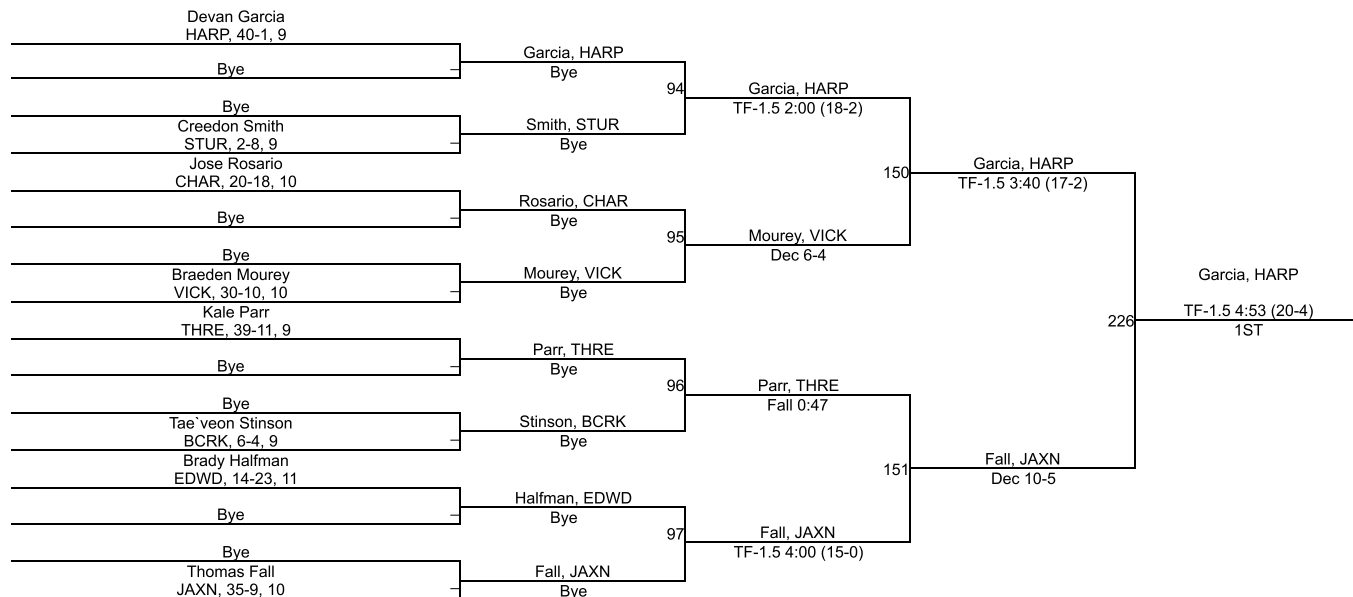 Devan Garcia
HARP, 40-1, 9
Bye
Bye
Creedon Smith
STUR, 2-8, 9
Jose Rosario
CHAR, 20-18, 10
Bye
Bye
Braeden Mourey
VICK, 30-10, 10
Kale Parr
THRE, 39-11, 9
Bye
Bye
Tae`veon Stinson
BCRK, 6-4, 9
Brady Halfman
EDWD, 14-23, 11
Bye
Bye
Thomas Fall
JAXN, 35-9, 10
Garcia, HARP
Bye
94
Smith, STUR
Bye
Rosario, CHAR
Bye
95
Mourey, VICK
Bye
Parr, THRE
Bye
96
Stinson, BCRK
Bye
Halfman, EDWD
Bye
97
Fall, JAXN
Bye
Garcia, HARP
TF-1.5 2:00 (18-2)
150
Mourey, VICK
Dec 6-4
Parr, THRE
Fall 0:47
151
Fall, JAXN
TF-1.5 4:00 (15-0)
Garcia, HARP
TF-1.5 3:40 (17-2)
226
Fall, JAXN
Dec 10-5
Garcia, HARP
TF-1.5 4:53 (20-4)
1ST